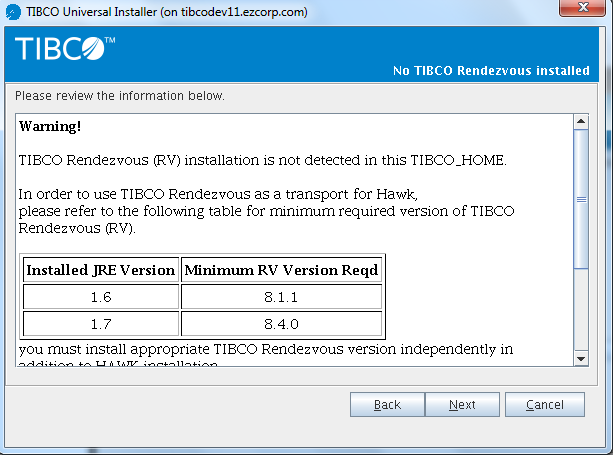 TIBCO Universal Installer (on tibcodev11.ezcorp.com)
TIBCO™
No TIBCO Rendezvous installed
Please review the information below.
Warning!
TIBCO Rendezvous (RV) installation is not detected in this TIBCO_HOME.
In order to use TIBCO Rendezvous as a transport for Hawk,
please refer to the following table for minimum required version of TIBCO
Rendezvous (RV).
Installed JRE Version Minimum RV Version Reqd
1.6 8.1.1
1.7 8.4.0
you must install appropriate TIBCO Rendezvous version independently in
addition to HAWK installation
Back Next Cancel